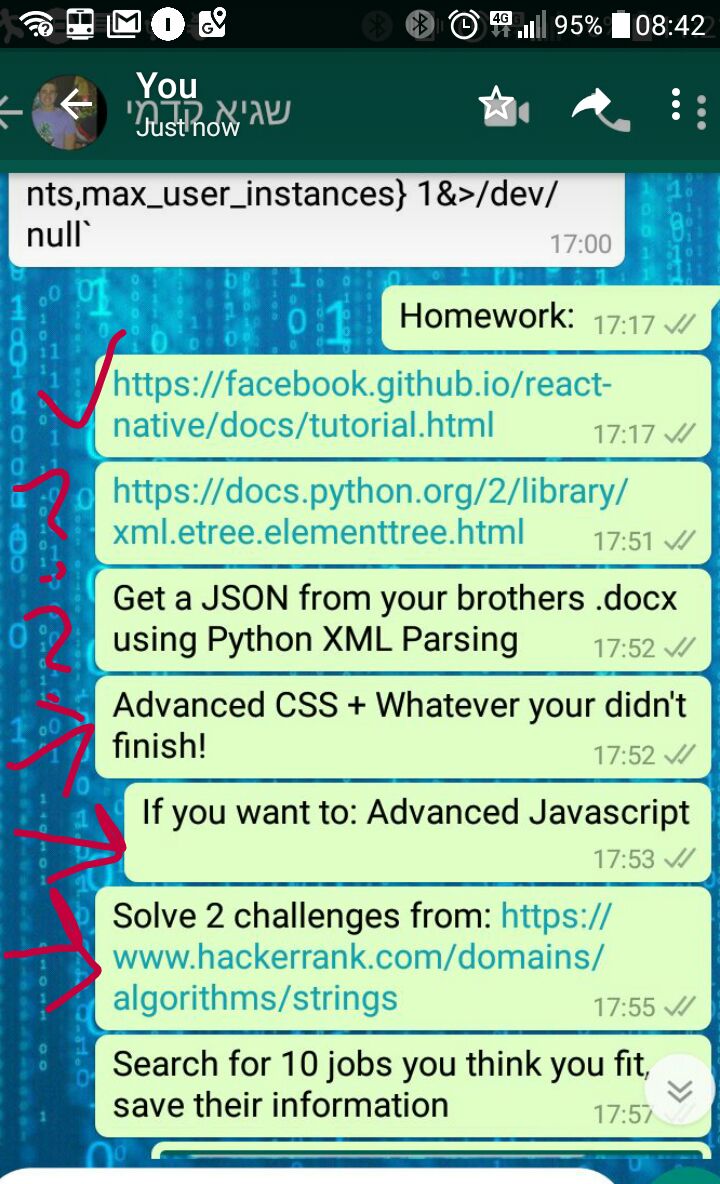 4G 95% 08:42
You
שגיא קדמי
Just now
nts,max_user_instances} 1&>/dev/
null`
17:00
Homework: 17:17
https://facebook.github.io/react-
native/docs/tutorial.html 17:17
https://docs.python.org/2/library/
xml.etree.elementtree.html 17:51
Get a JSON from your brothers .docx
using Python XML Parsing 17:52
Advanced CSS + Whatever your didn't
finish! 17:52
If you want to: Advanced Javascript
17:53
Solve 2 challenges from: https://
www.hackerrank.com/domains/
algorithms/strings 17:55
Search for 10 jobs you think you fit,
save their information 17:57